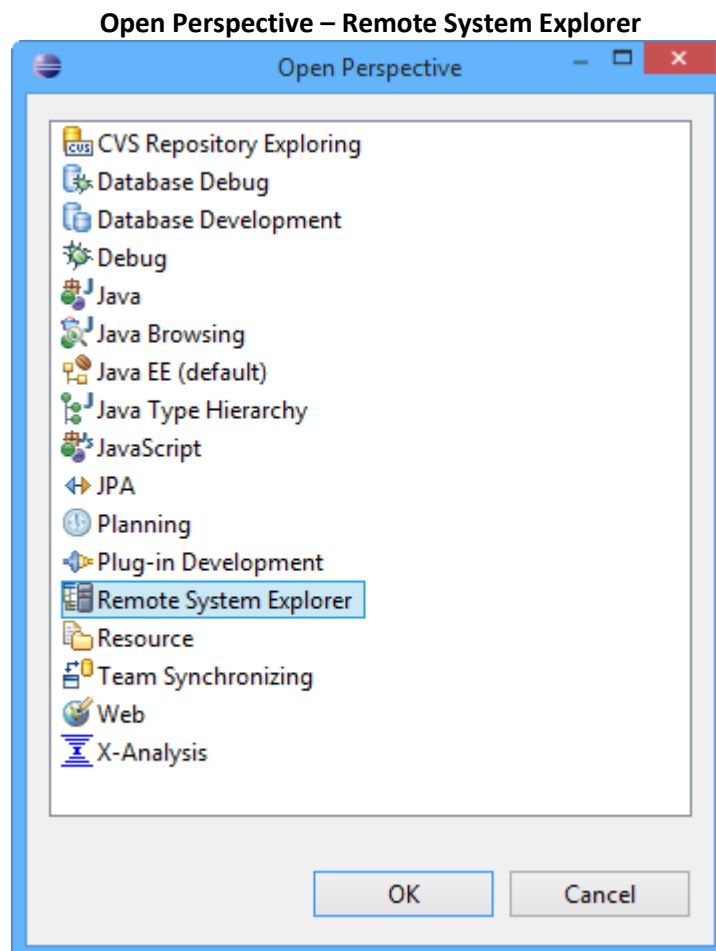 Open Perspective – Remote System Explorer
Open Perspective
CVS Repository Exploring
Database Debug
Database Development
Debug
Java
Java Browsing
Java EE (default)
Java Type Hierarchy
JavaScript
JPA
Planning
Plug-in Development
Remote System Explorer
Resource
Team Synchronizing
Web
X-Analysis
OK Cancel